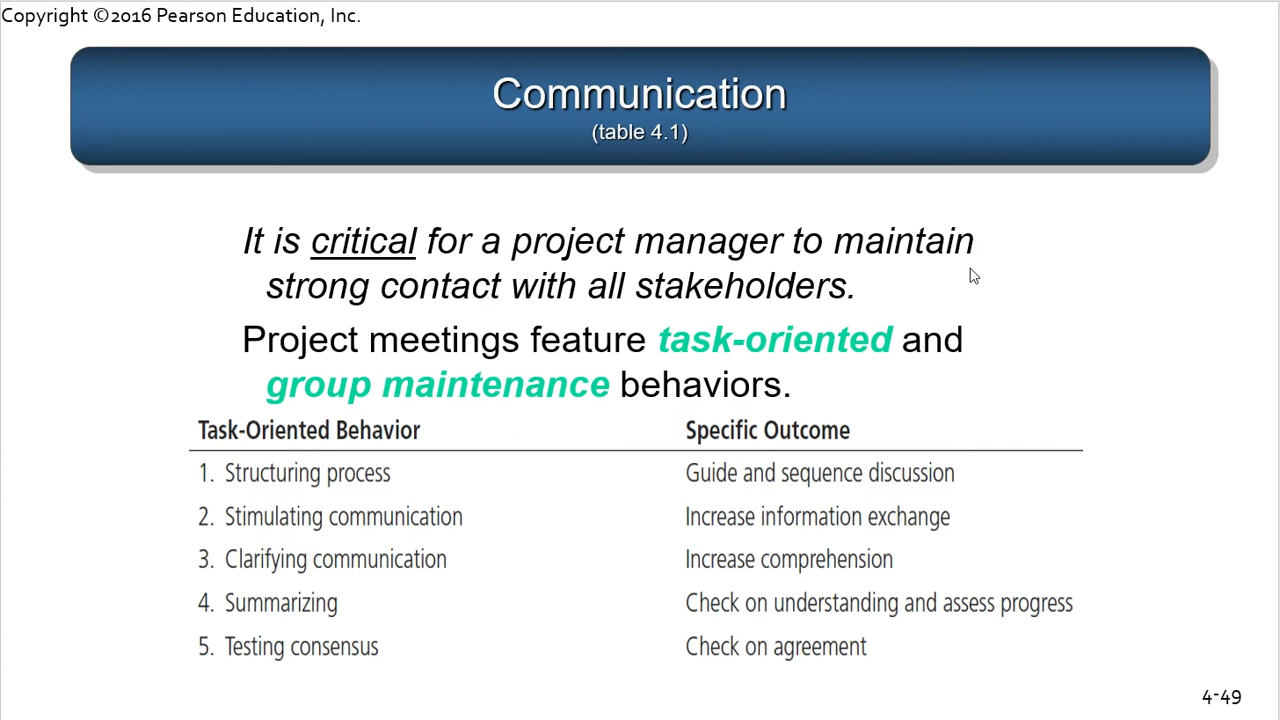 Copyright ©2016 Pearson Education, Inc.
Communication
(table 4.1)
It is critical for a project manager to maintain
strong contact with all stakeholders.
Project meetings feature task-oriented and
group maintenance behaviors.
Task-Oriented Behavior Specific Outcome
1. Structuring process Guide and sequence discussion
2. Stimulating communication Increase information exchange
3. Clarifying communication Increase comprehension
4. Summarizing Check on understanding and assess progress
5. Testing consensus Check on agreement
4-49